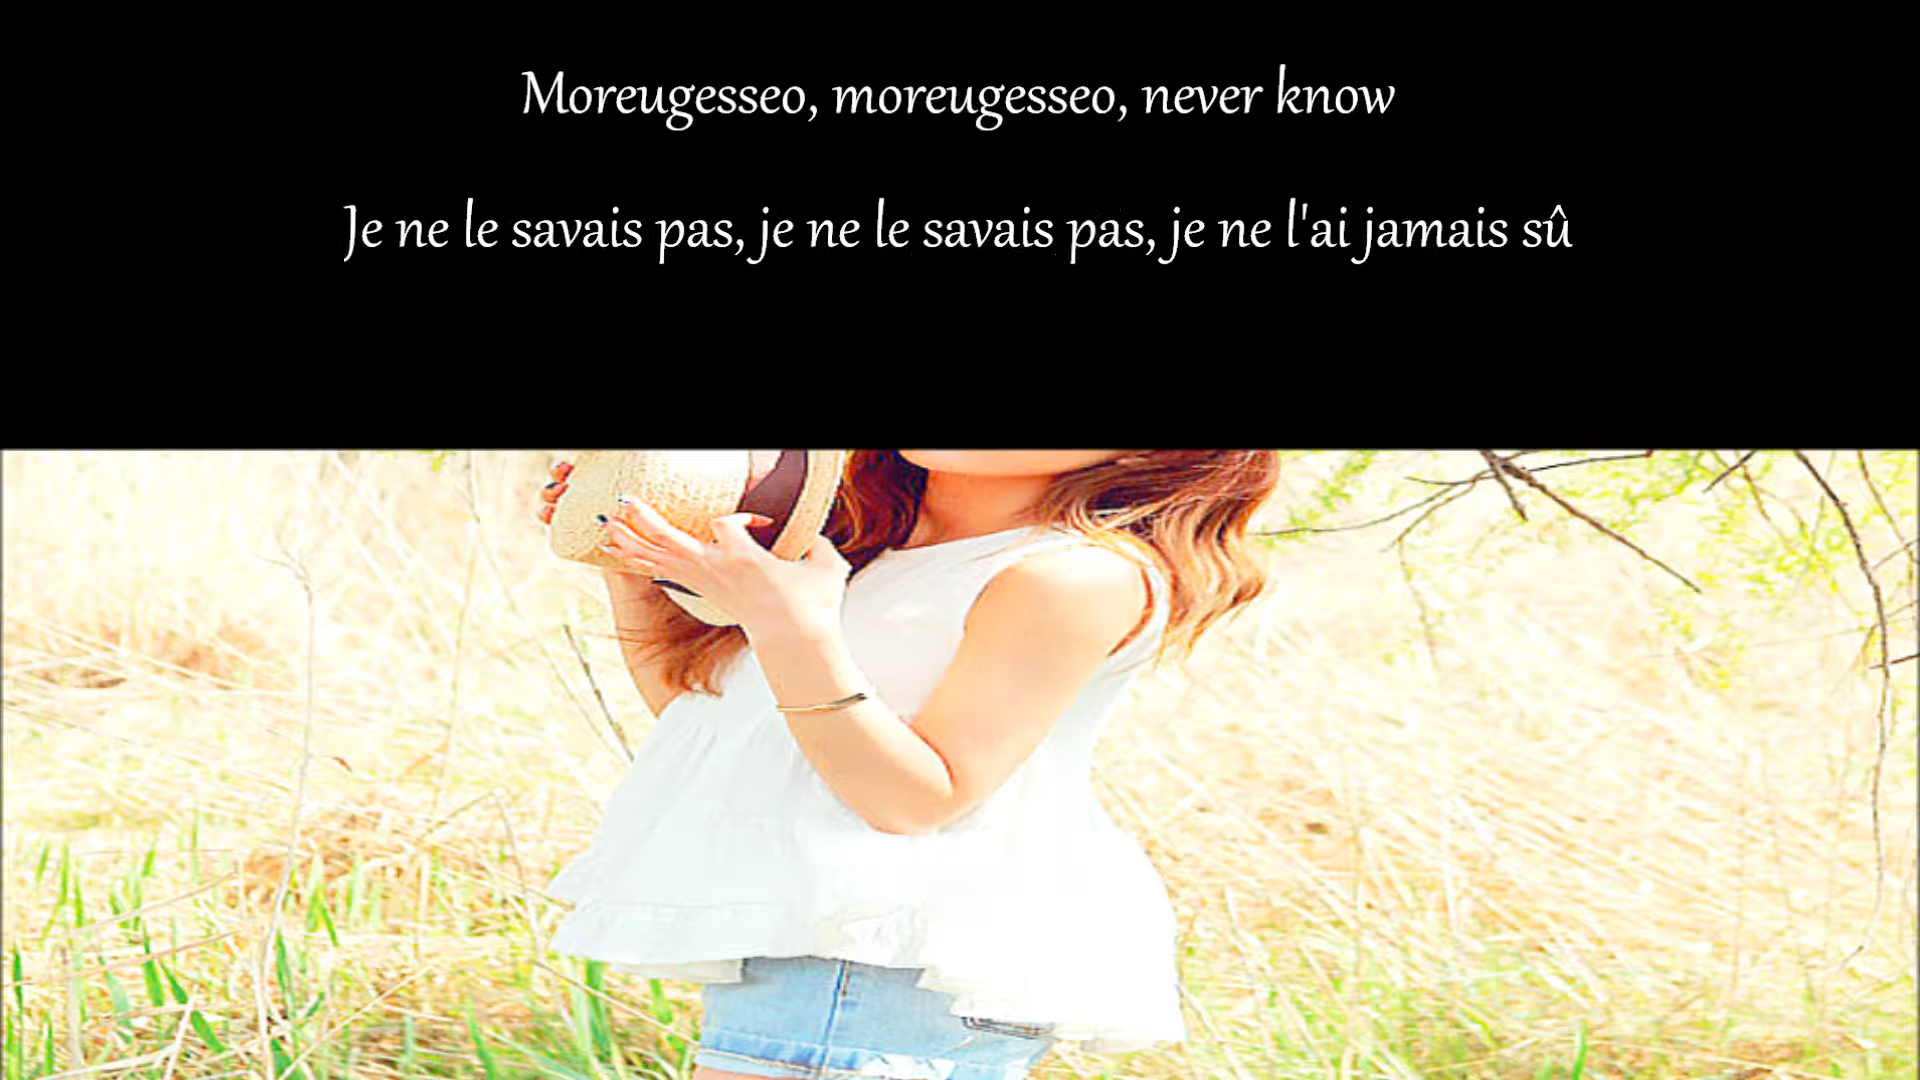 Moreugesseo, moreugesseo, never know
Je ne le savais pas, je ne le savais pas, je ne l'ai jamais sû